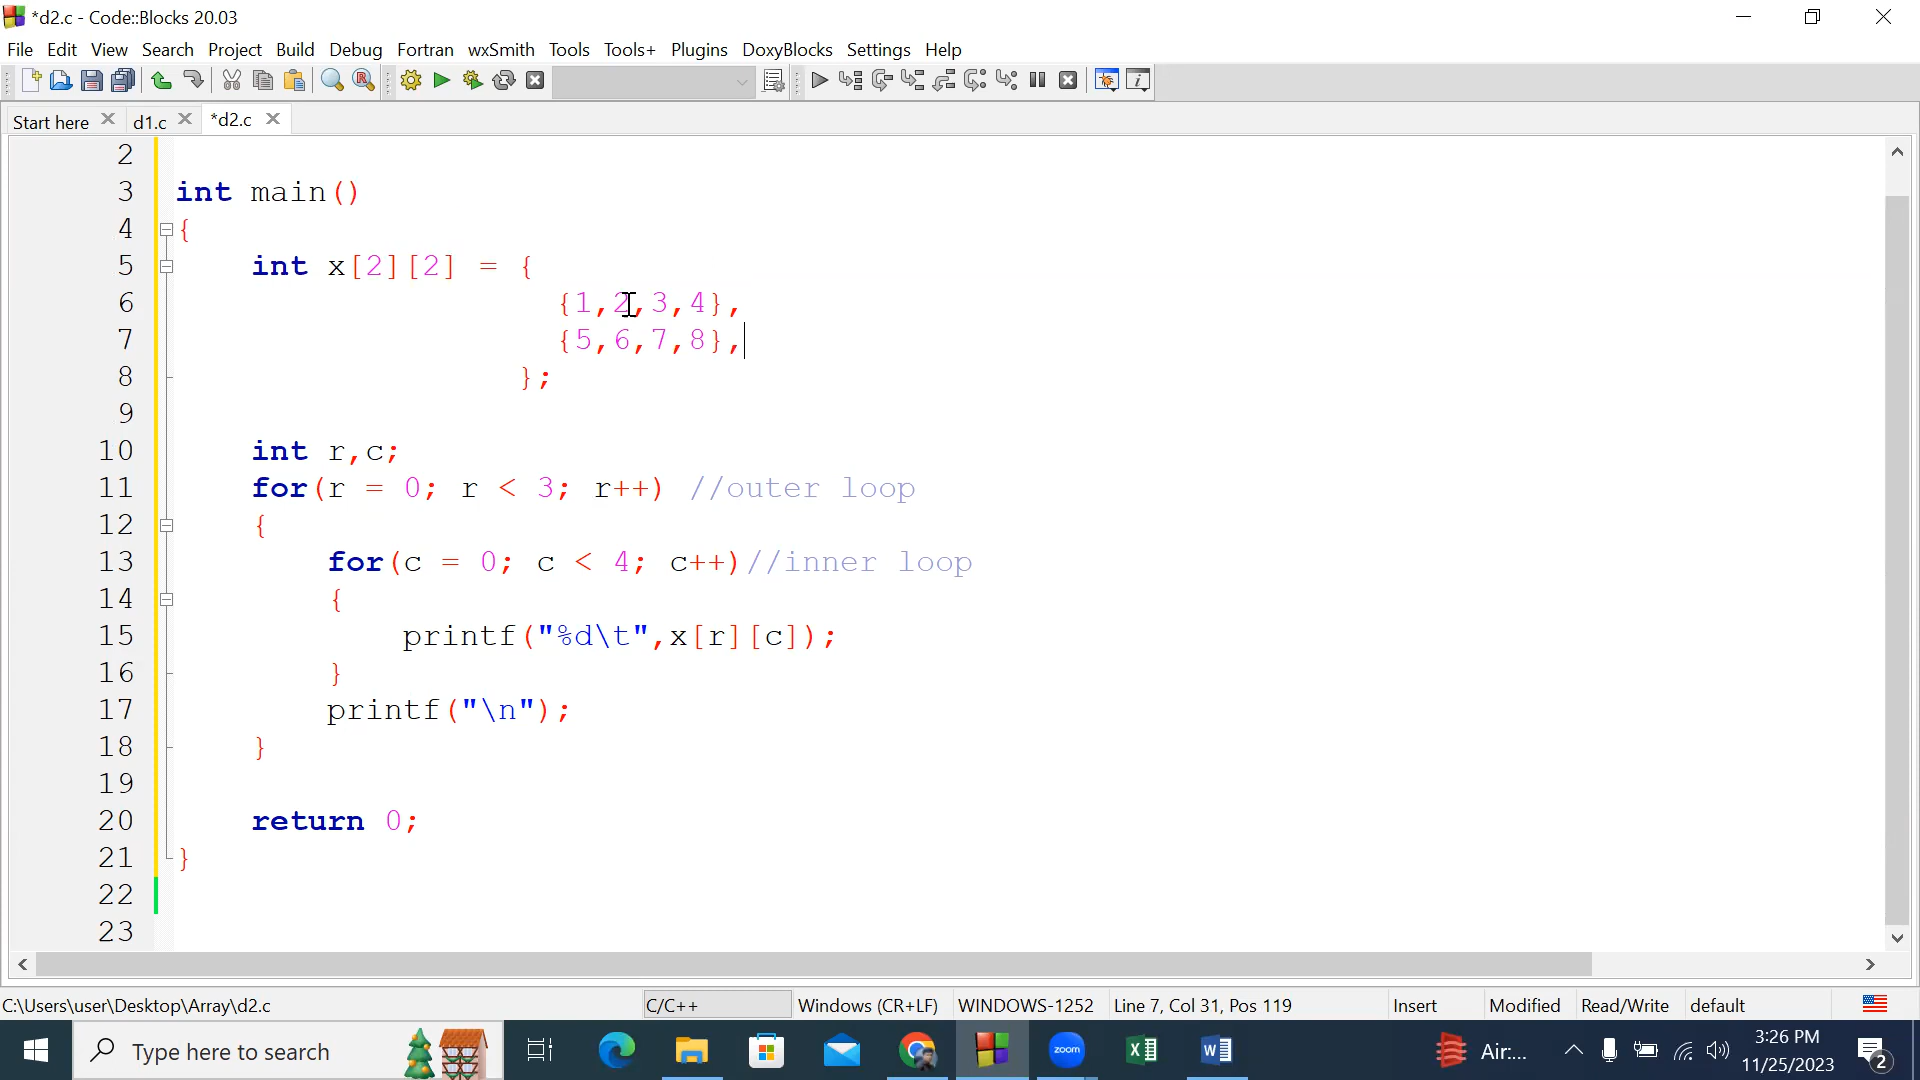 *d2.c - Code::Blocks 20.03
File Edit View Search Project Build Debug Fortran wxSmith Tools Tools+ Plugins DoxyBlocks Settings Help
Start here d1.c *d2.c
2
3 int main()
4 {
5 int x[2][2] = {
6 {1,2,3,4},
7 {5,6,7,8},
8 };
9
10 int r,c;
11 for(r = 0; r < 3; r++) //outer loop
12 {
13 for(c = 0; c < 4; c++)//inner loop
14 {
15 printf("%d\t",x[r][c]);
16 }
17 printf("\n");
18 }
19
20 return 0;
21 }
22
23
C:\Users\user\Desktop\Array\d2.c C/C++ Windows (CR+LF) WINDOWS-1252 Line 7, Col 31, Pos 119 Insert Modified Read/Write default
Type here to search zoom Air:... 3:26 PM
11/25/2023 2